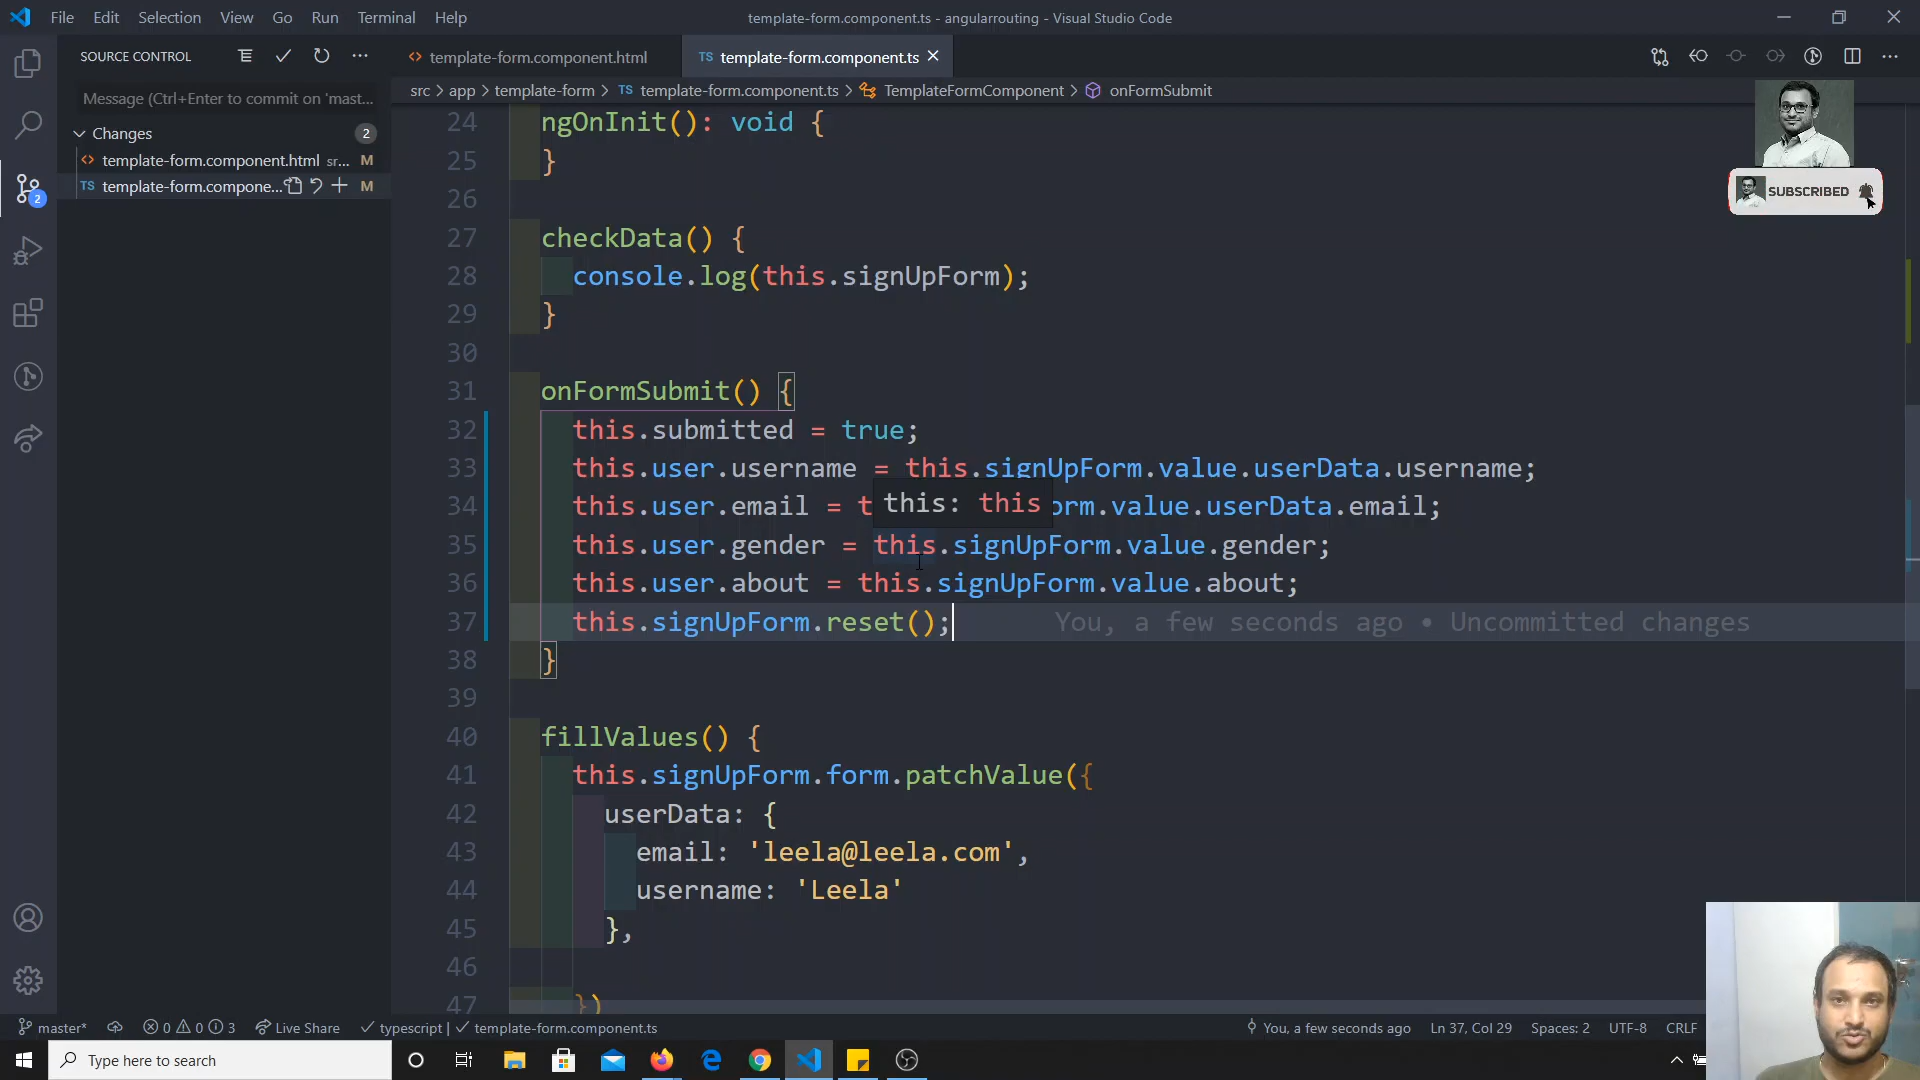 File Edit Selection View Go Run Terminal Help
template-form.component.ts - angularrouting - Visual Studio Code
SOURCE CONTROL
template-form.component.html
TS template-form.component.ts
src > app > template-form > TS template-form.component.ts > TemplateFormComponent > onFormSubmit
Message (Ctrl+Enter to commit on 'mast...
Changes 2
template-form.component.html sr... M
TS template-form.compone... M
2
SUBSCRIBED
24 ngOnInit(): void {
25 }
26
27 checkData() {
28 console.log(this.signUpForm);
29 }
30
31 onFormSubmit() {
32 this.submitted = true;
33 this.user.username = this.signUpForm.value.userData.username;
this: this
34 this.user.email = t orm.value.userData.email;
35 this.user.gender = this.signUpForm.value.gender;
36 this.user.about = this.signUpForm.value.about;
37 this.signUpForm.reset(); You, a few seconds ago • Uncommitted changes
38 }
39
40 fillValues() {
41 this.signUpForm.form.patchValue({
42 userData: {
43 email: 'leela@leela.com',
44 username: 'Leela'
45 },
46
47 })
master* 0 0 3 Live Share typescript | template-form.component.ts You, a few seconds ago Ln 37, Col 29 Spaces: 2 UTF-8 CRLF
Type here to search